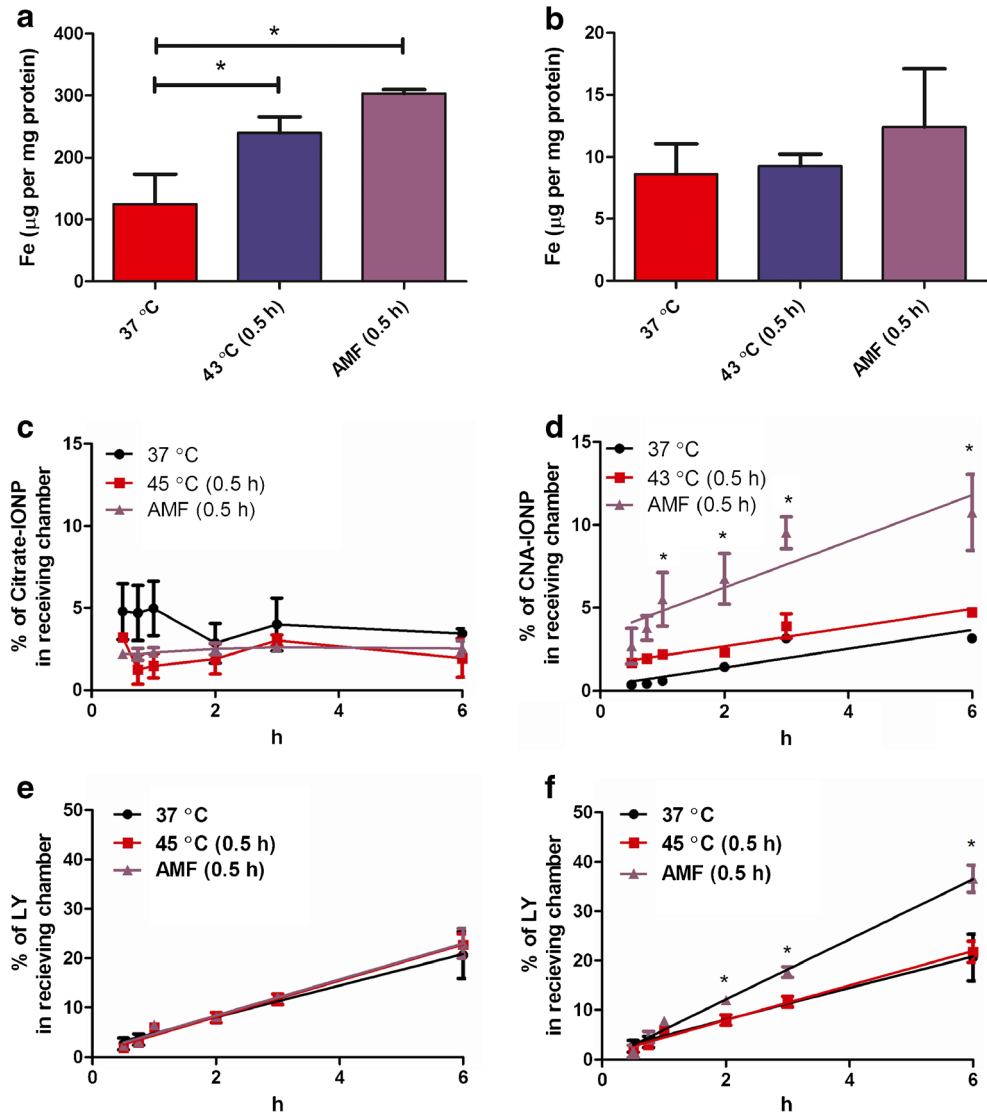 a
Fe (μg per mg protein)
400
300
200
100
0
*
*
37 °C
43 °C (0.5 h)
AMF (0.5 h)
b
Fe (μg per mg protein)
20
15
10
5
0
37 °C
43 °C (0.5 h)
AMF (0.5 h)
c
% of Citrate-IONP
in receiving chamber
15
10
5
0
37 °C
45 °C (0.5 h)
AMF (0.5 h)
0
2
4
6
h
d
% of CNA-IONP
in receiving chamber
15
10
5
0
37 °C
43 °C (0.5 h)
AMF (0.5 h)
*
*
*
*
0
2
4
6
h
e
% of LY
in recieving chamber
50
40
30
20
10
0
37 °C
45 °C (0.5 h)
AMF (0.5 h)
0
2
4
6
h
f
% of LY
in recieving chamber
50
40
30
20
10
0
37 °C
45 °C (0.5 h)
AMF (0.5 h)
*
*
*
0
2
4
6
h